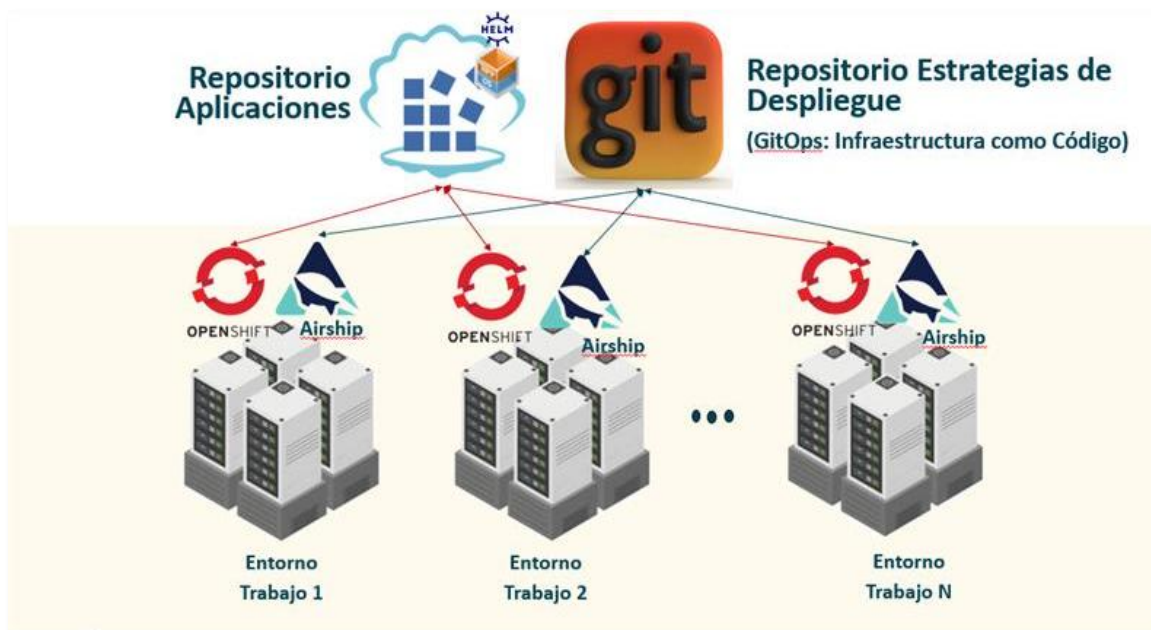 HELM
Repositorio
Aplicaciones
git
Repositorio Estrategias de
Despliegue
(GitOps: Infraestructura como Código)
OPENSHIFT
Airship
OPENSHIFT
Airship
OPENSHIFT
Airship
Entorno
Trabajo 1
Entorno
Trabajo 2
Entorno
Trabajo N